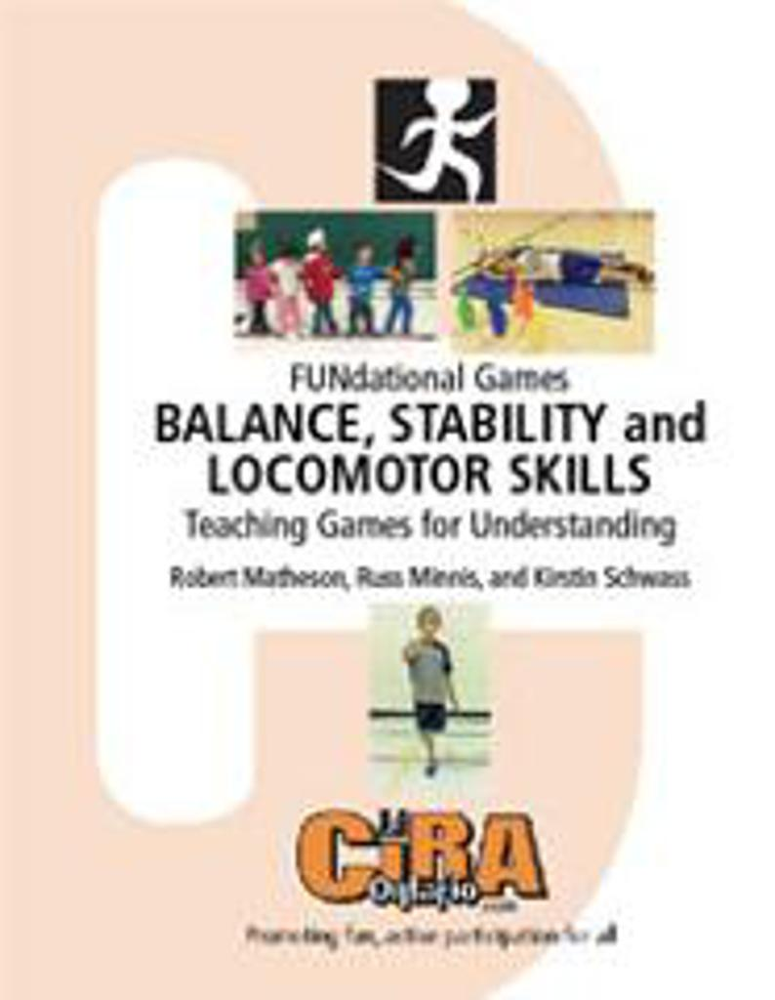 FUNdational Games
BALANCE, STABILITY and
LOCOMOTOR SKILLS
Teaching Games for Understanding
Robert Matheson, Russ Minnis, and Kirstin Schwass
CiRA
Ontario
Promoting fun, active participation for all